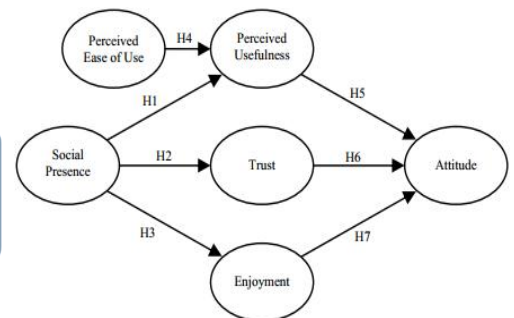 Perceived
Ease of Use
H4
Perceived
Usefulness
H1
H5
Social
Presence
H2
Trust
H6
Attitude
H3
H7
Enjoyment